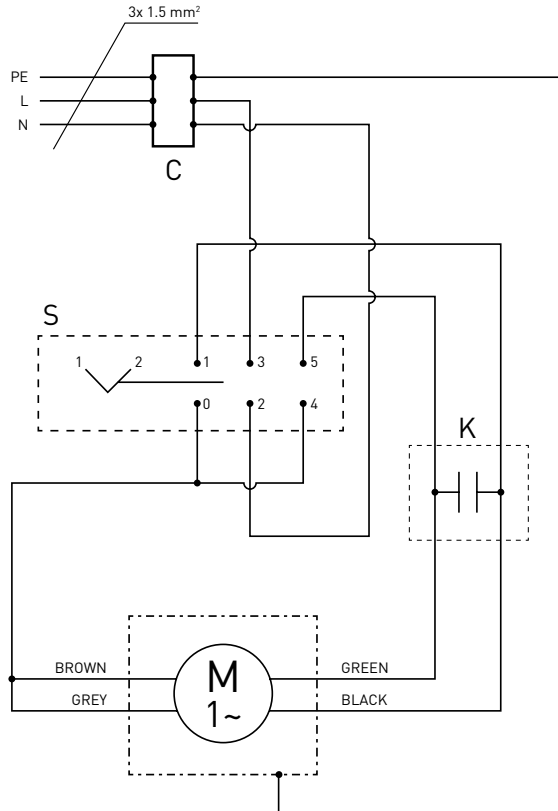 3x 1.5 mm²
PE
L
N
C
S
1 2 1 3 5
0 2 4
K
M
1~
BROWN
GREEN
GREY
BLACK